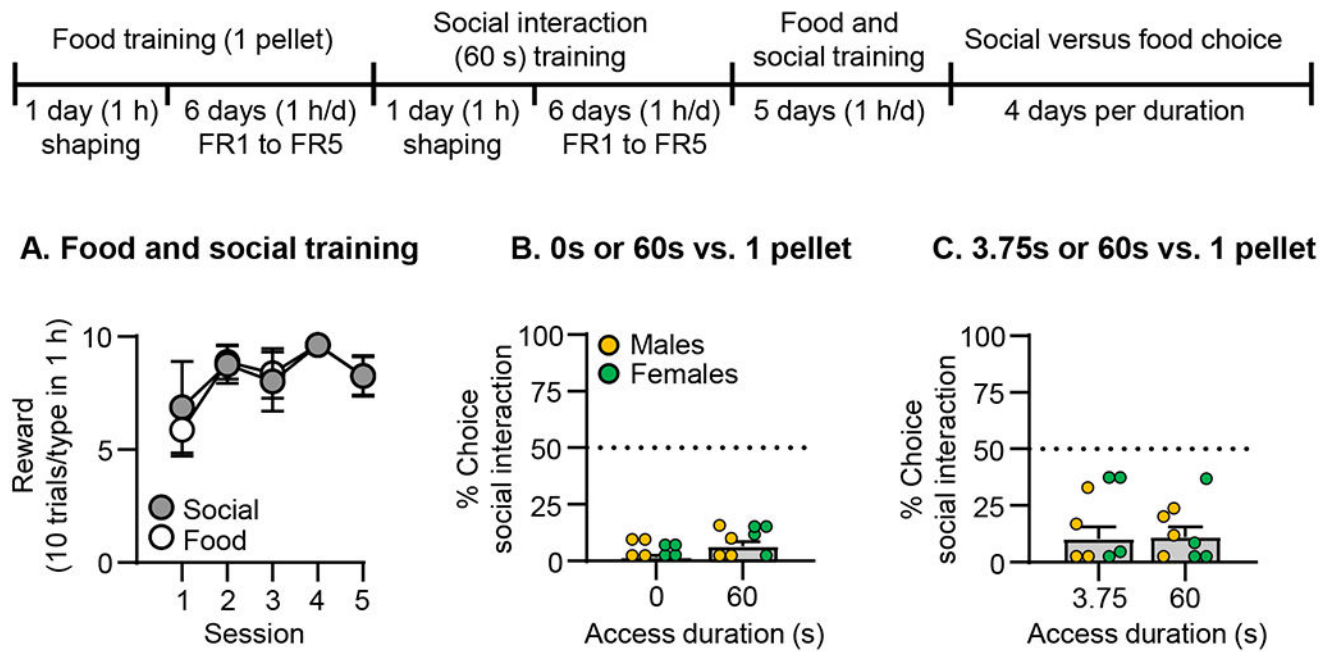 Food training (1 pellet)
Social interaction
(60 s) training
Food and
social training
Social versus food choice
1 day (1 h)
shaping
6 days (1 h/d)
FR1 to FR5
1 day (1 h)
shaping
6 days (1 h/d)
FR1 to FR5
5 days (1 h/d)
4 days per duration
A. Food and social training
Reward
(10 trials/type in 1 h)
10
5
0
Social
Food
1 2 3 4 5
Session
B. 0s or 60s vs. 1 pellet
% Choice
social interaction
100
75
50
25
0
Males
Females
0 60
Access duration (s)
C. 3.75s or 60s vs. 1 pellet
% Choice
social interaction
100
75
50
25
0
3.75 60
Access duration (s)